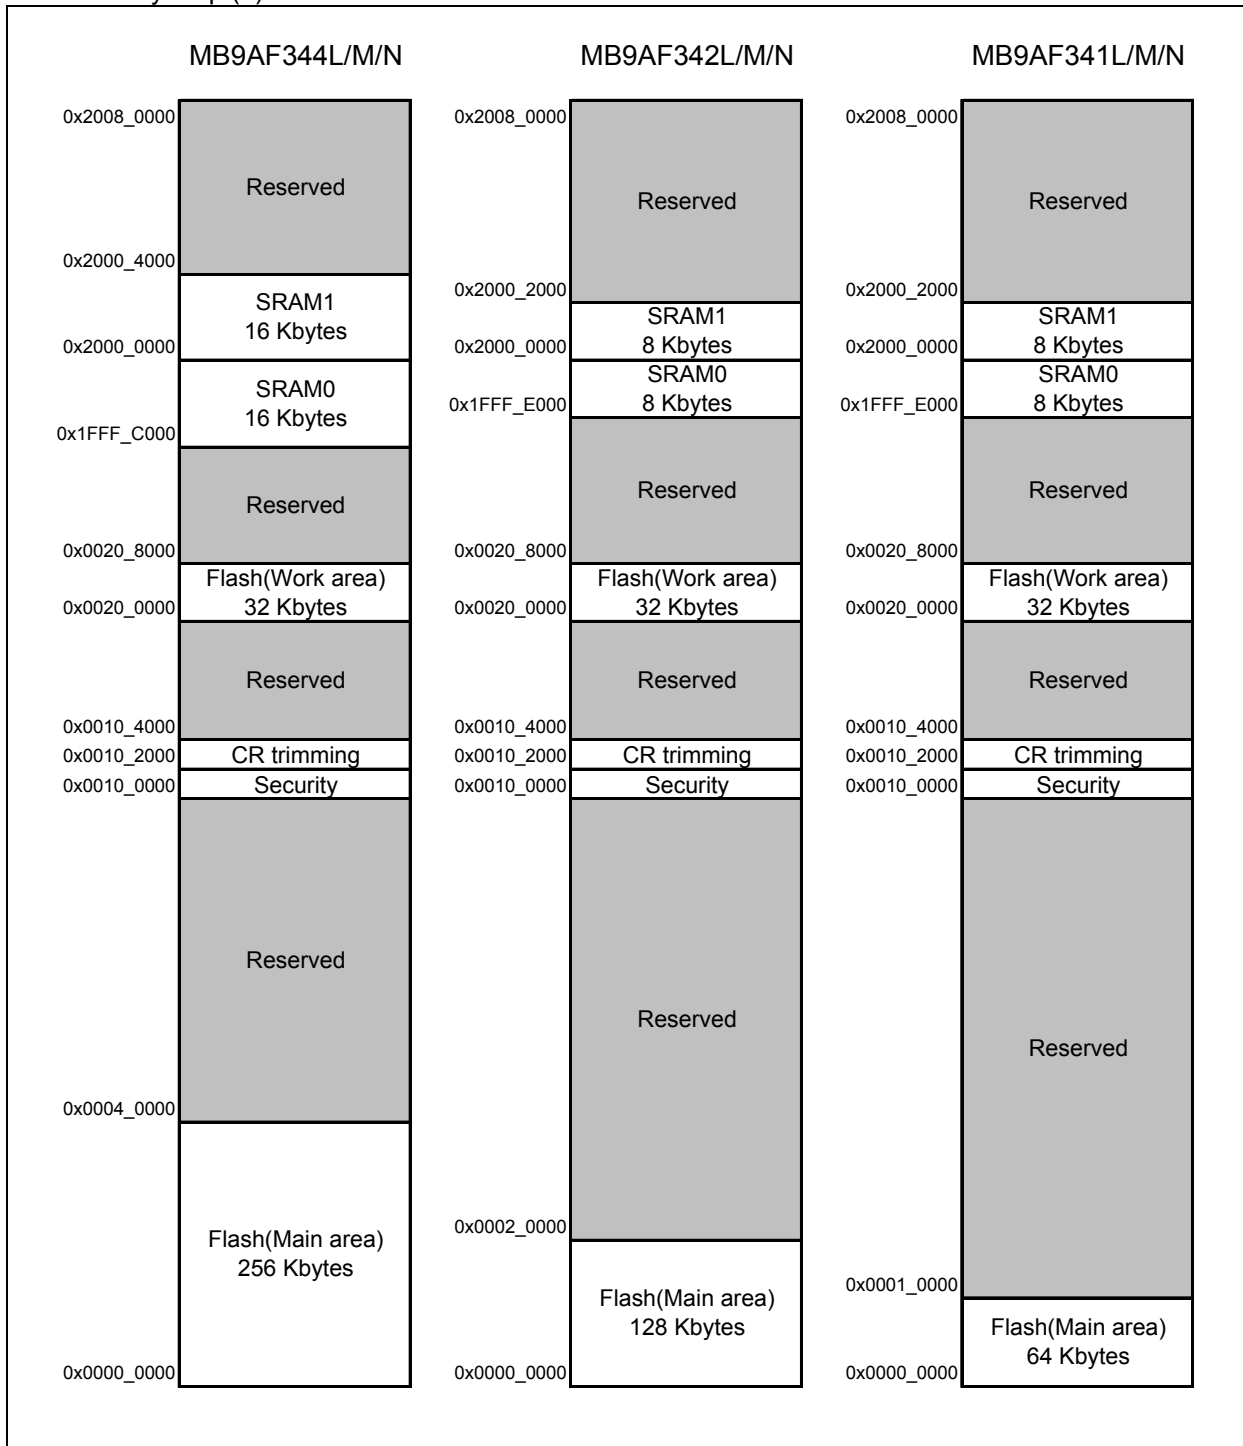 MB9AF344L/M/N
0x2008_0000
Reserved
0x2000_4000
SRAM1
16 Kbytes
0x2000_0000
SRAM0
16 Kbytes
0x1FFF_C000
Reserved
0x0020_8000
Flash(Work area)
32 Kbytes
0x0020_0000
Reserved
0x0010_4000
0x0010_2000
CR trimming
0x0010_0000
Security
Reserved
0x0004_0000
Flash(Main area)
256 Kbytes
0x0000_0000
MB9AF342L/M/N
0x2008_0000
Reserved
0x2000_2000
SRAM1
8 Kbytes
0x2000_0000
SRAM0
8 Kbytes
0x1FFF_E000
Reserved
0x0020_8000
Flash(Work area)
32 Kbytes
0x0020_0000
Reserved
0x0010_4000
0x0010_2000
CR trimming
0x0010_0000
Security
Reserved
0x0002_0000
Flash(Main area)
128 Kbytes
0x0000_0000
MB9AF341L/M/N
0x2008_0000
Reserved
0x2000_2000
SRAM1
8 Kbytes
0x2000_0000
SRAM0
8 Kbytes
0x1FFF_E000
Reserved
0x0020_8000
Flash(Work area)
32 Kbytes
0x0020_0000
Reserved
0x0010_4000
0x0010_2000
CR trimming
0x0010_0000
Security
Reserved
0x0001_0000
Flash(Main area)
64 Kbytes
0x0000_0000